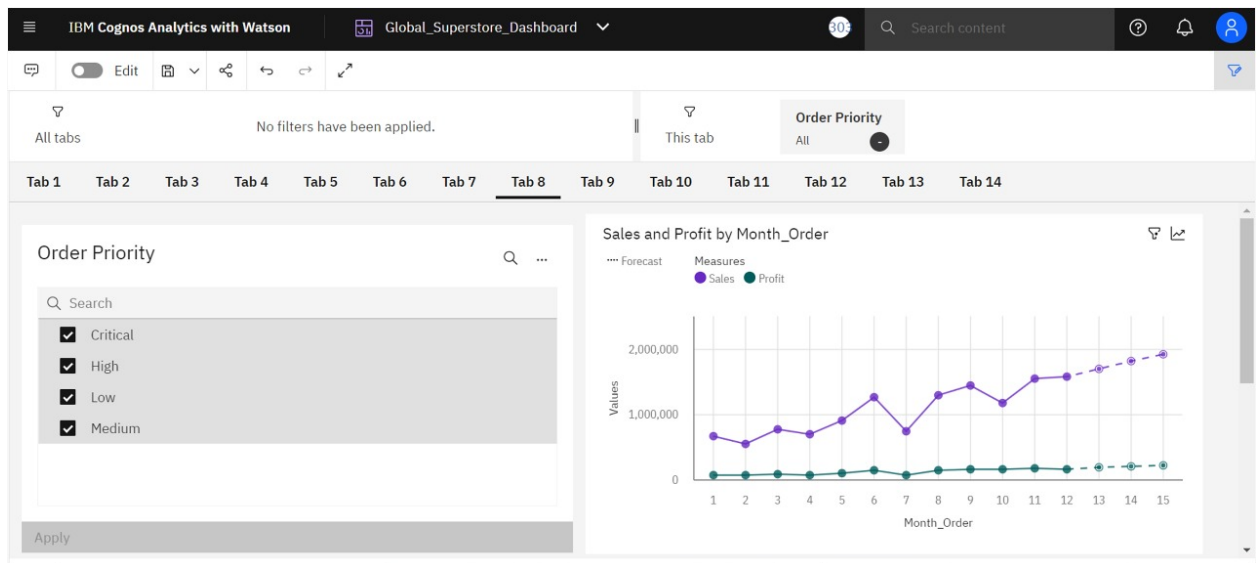 IBM Cognos Analytics with Watson
Global_Superstore_Dashboard
303
Search content
Edit
All tabs
No filters have been applied.
This tab
Order Priority
All
Tab 1 Tab 2 Tab 3 Tab 4 Tab 5 Tab 6 Tab 7 Tab 8 Tab 9 Tab 10 Tab 11 Tab 12 Tab 13 Tab 14
Order Priority
Search
Critical
High
Low
Medium
Apply
Sales and Profit by Month_Order
Forecast
Measures
Sales Profit
Values
2,000,000
1,000,000
0
1 2 3 4 5 6 7 8 9 10 11 12 13 14 15
Month_Order